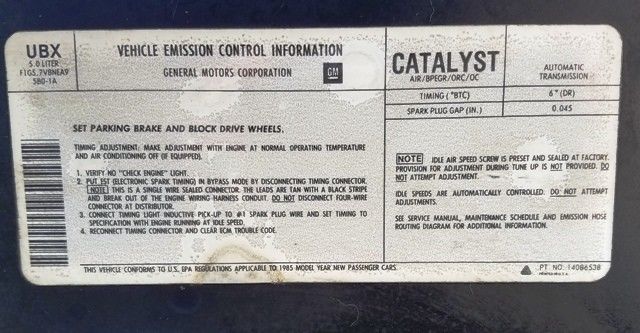 UBX
5.0 LITER
F1G5.7V8NEA9
5B0-1A
VEHICLE EMISSION CONTROL INFORMATION
GENERAL MOTORS CORPORATION
GM
CATALYST
AIR/BPEGR/ORC/OC
AUTOMATIC
TRANSMISSION
TIMING (°BTC)
6° (DR)
SPARK PLUG GAP (IN.)
0.045
SET PARKING BRAKE AND BLOCK DRIVE WHEELS.
TIMING ADJUSTMENT: MAKE ADJUSTMENT WITH ENGINE AT NORMAL OPERATING TEMPERATURE
AND AIR CONDITIONING OFF (IF EQUIPPED).
1. VERIFY NO "CHECK ENGINE" LIGHT.
2. PUT EST (ELECTRONIC SPARK TIMING) IN BYPASS MODE BY DISCONNECTING TIMING CONNECTOR.
NOTE THIS IS A SINGLE WIRE SEALED CONNECTOR. THE LEADS ARE TAN WITH A BLACK STRIPE
AND BREAK OUT OF THE ENGINE WIRING HARNESS CONDUIT. DO NOT DISCONNECT FOUR-WIRE
CONNECTOR AT DISTRIBUTOR.
3. CONNECT TIMING LIGHT INDUCTIVE PICK-UP TO #1 SPARK PLUG WIRE AND SET TIMING TO
SPECIFICATION WITH ENGINE RUNNING AT IDLE SPEED.
4. RECONNECT TIMING CONNECTOR AND CLEAR ECM TROUBLE CODE.
NOTE IDLE AIR SPEED SCREW IS PRESET AND SEALED AT FACTORY.
PROVISION FOR ADJUSTMENT DURING TUNE UP IS NOT PROVIDED. DO
NOT ATTEMPT ADJUSTMENT.
IDLE SPEEDS ARE AUTOMATICALLY CONTROLLED. DO NOT ATTEMPT
ADJUSTMENTS.
SEE SERVICE MANUAL, MAINTENANCE SCHEDULE AND EMISSION HOSE
ROUTING DIAGRAM FOR ADDITIONAL INFORMATION.
THIS VEHICLE CONFORMS TO U.S. EPA REGULATIONS APPLICABLE TO 1985 MODEL YEAR NEW PASSENGER CARS.
PT. NO. 14086538
PRINTED IN U.S.A.